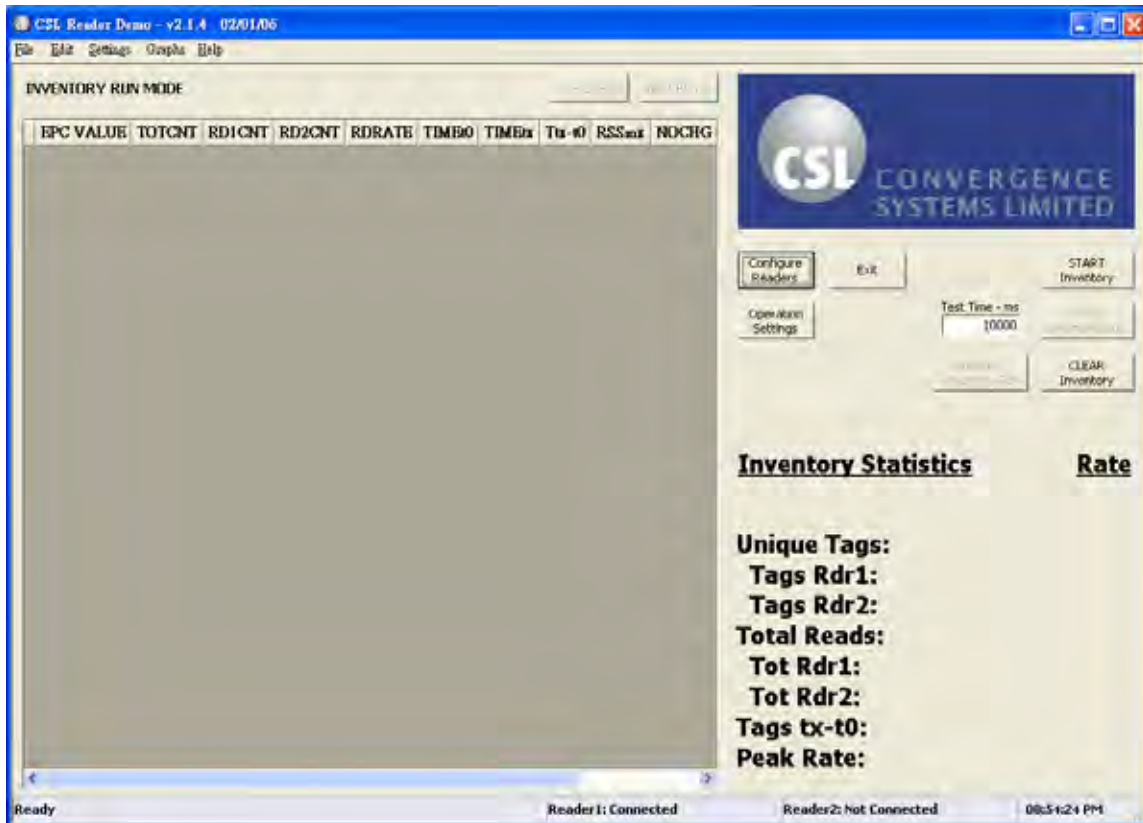 CSL Reader Demo - v2.1.4 02/01/06
File Edit Settings Graphs Help
INVENTORY RUN MODE
EPC VALUE TOTCNT RD1CNT RD2CNT RDRATE TIMEt0 TIMEtx Ttx-t0 RSSmx NOCHG
CSL CONVERGENCE
SYSTEMS LIMITED
Configure
Readers
Exit
START
Inventory
Operation
Settings
Test Time - ms
10000
CLEAR
Inventory
Inventory Statistics Rate
Unique Tags:
Tags Rdr1:
Tags Rdr2:
Total Reads:
Tot Rdr1:
Tot Rdr2:
Tags tx-t0:
Peak Rate:
Ready Reader1: Connected Reader2: Not Connected 08:54:24 PM